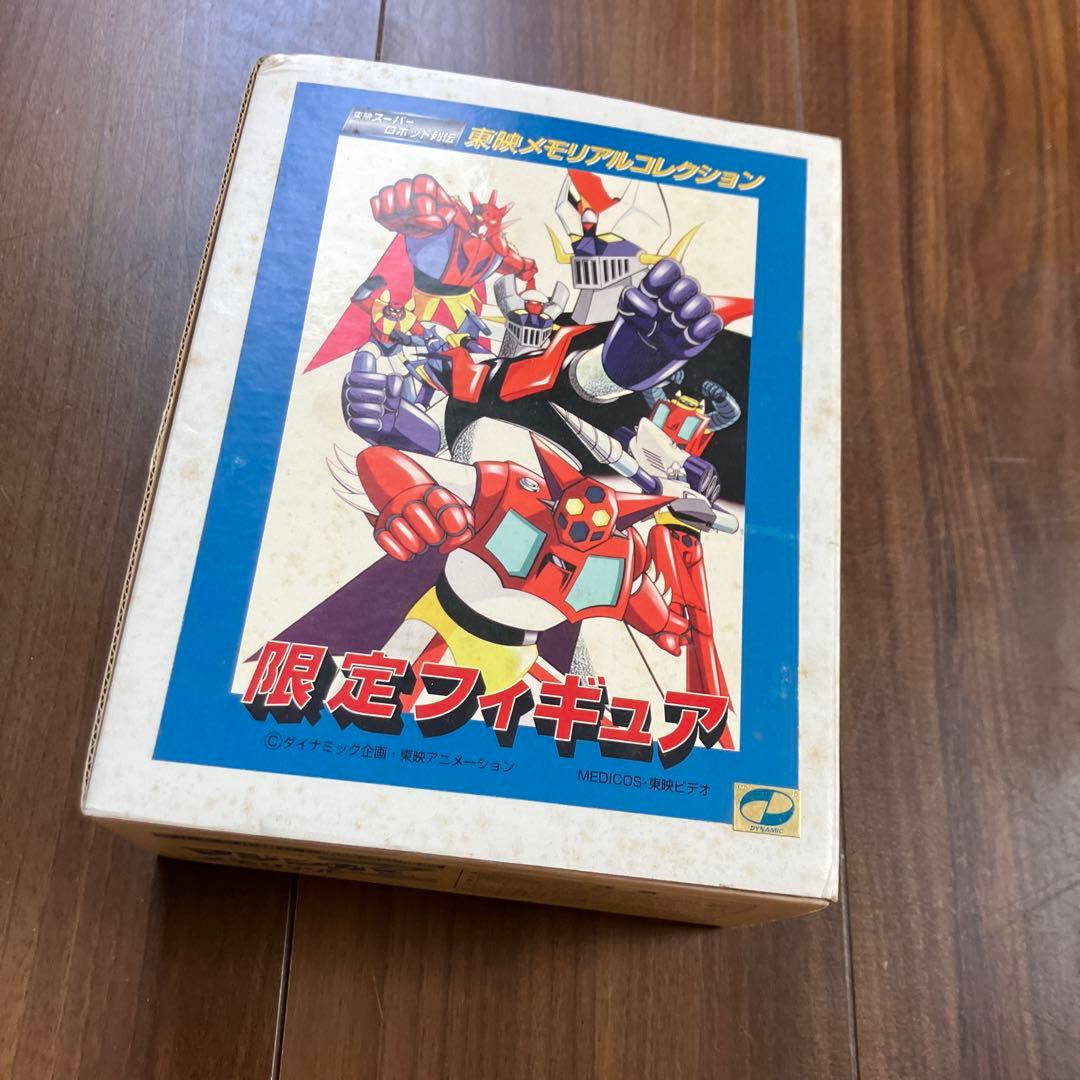 東映スーパー
ロボット列伝
東映メモリアルコレクション
限定フィギュア
Ⓒダイナミック企画・東映アニメーション
MEDICOS・東映ビデオ
DYNAMIC